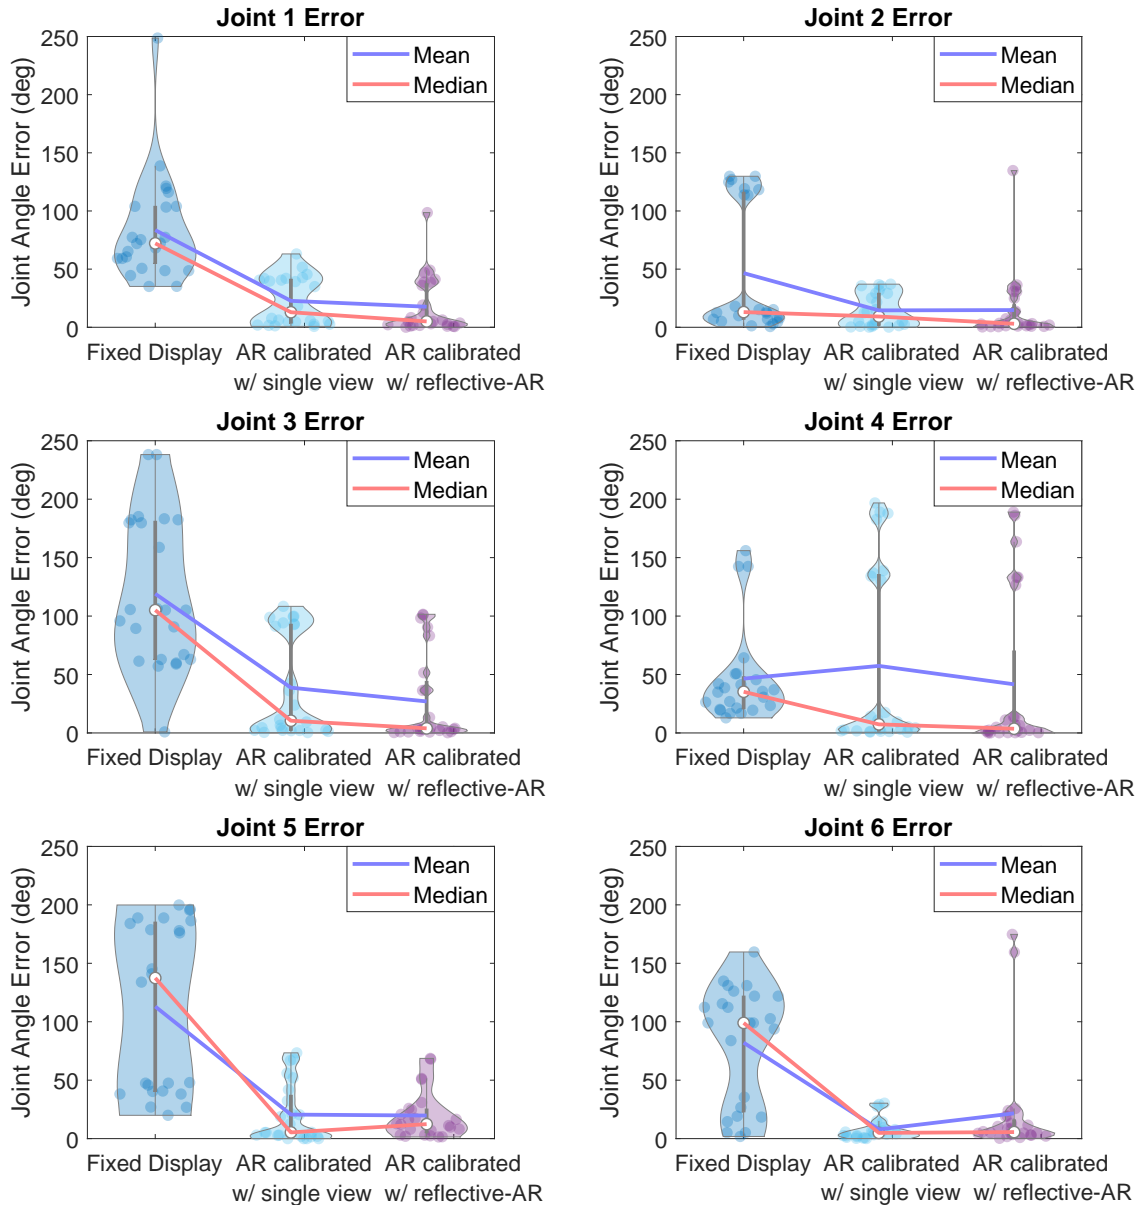 Joint 1 Error
Joint Angle Error (deg)
250
200
150
100
50
0
Mean
Median
Fixed Display AR calibrated AR calibrated
w/ single view w/ reflective-AR
Joint 2 Error
Joint Angle Error (deg)
250
200
150
100
50
0
Mean
Median
Fixed Display AR calibrated AR calibrated
w/ single view w/ reflective-AR
Joint 3 Error
Joint Angle Error (deg)
250
200
150
100
50
0
Mean
Median
Fixed Display AR calibrated AR calibrated
w/ single view w/ reflective-AR
Joint 4 Error
Joint Angle Error (deg)
250
200
150
100
50
0
Mean
Median
Fixed Display AR calibrated AR calibrated
w/ single view w/ reflective-AR
Joint 5 Error
Joint Angle Error (deg)
250
200
150
100
50
0
Mean
Median
Fixed Display AR calibrated AR calibrated
w/ single view w/ reflective-AR
Joint 6 Error
Joint Angle Error (deg)
250
200
150
100
50
0
Mean
Median
Fixed Display AR calibrated AR calibrated
w/ single view w/ reflective-AR